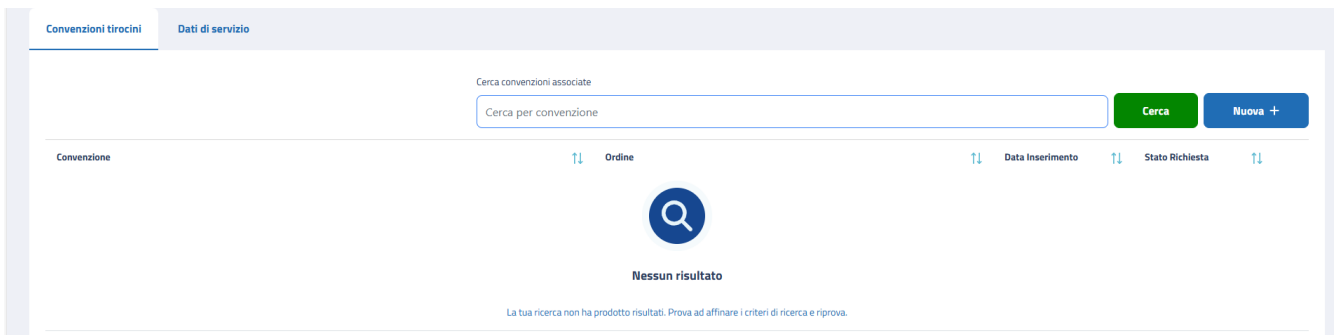 Convenzioni tirocini Dati di servizio
Cerca convenzioni associate
Cerca per convenzione Cerca Nuova +
Convenzione Ordine Data Inserimento Stato Richiesta
Nessun risultato
La tua ricerca non ha prodotto risultati. Prova ad affinare i criteri di ricerca e riprova.